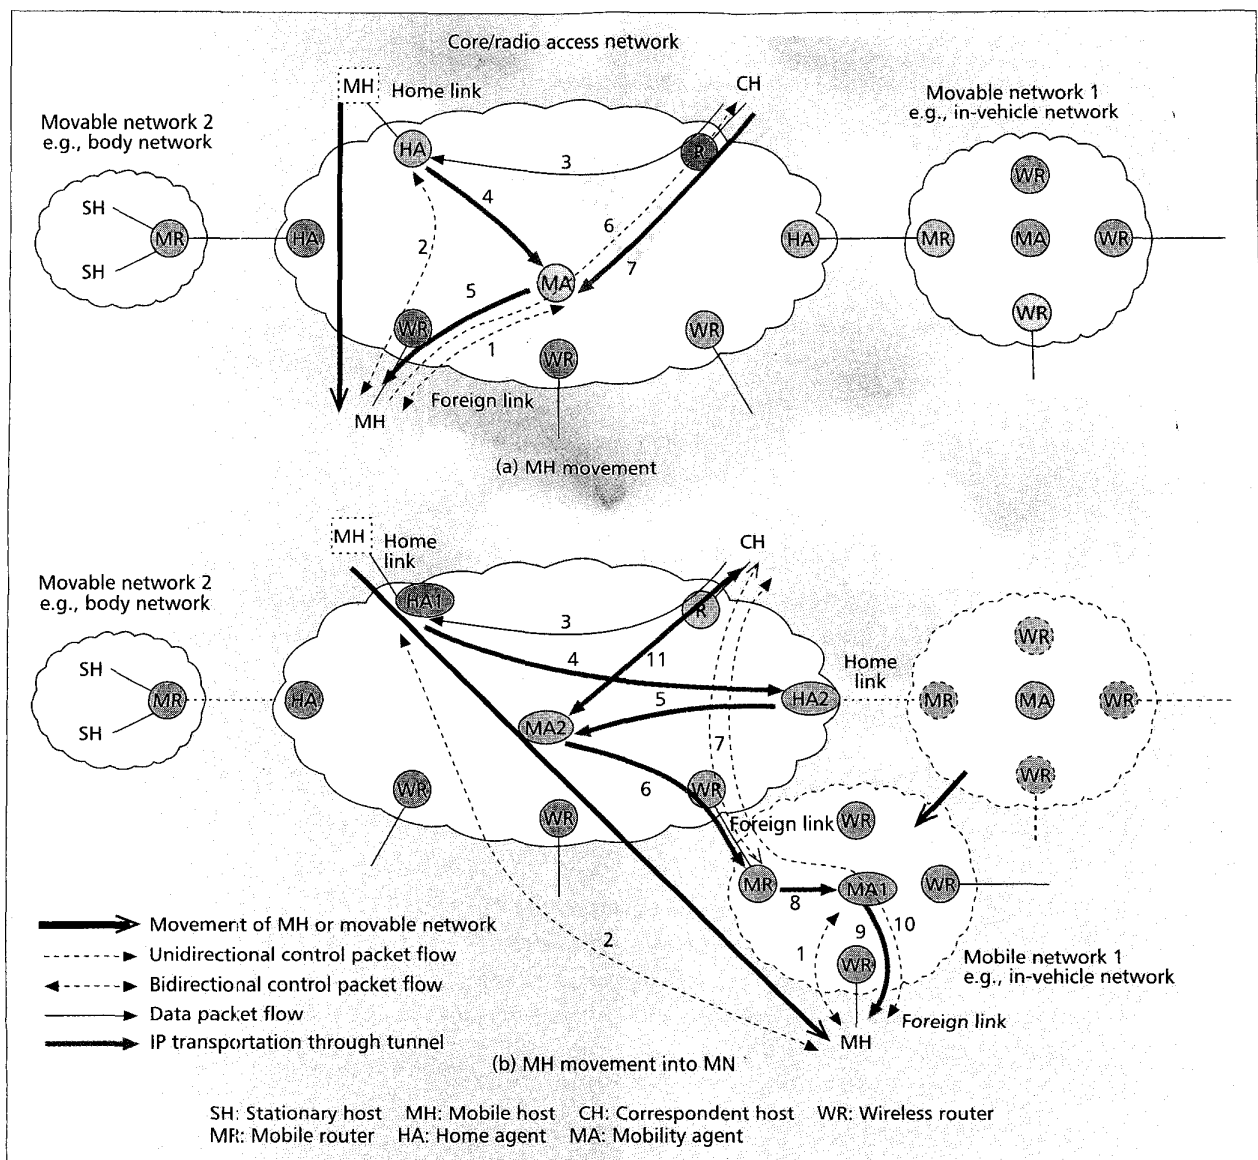 Core/radio access network
MH
Home link
CH
Movable network 1
e.g., in-vehicle network
Movable network 2
e.g., body network
HA
R
WR
3
SH
4
6
MR
HA
2
HA
MR
MA
WR
7
SH
MA
5
WR
WR
WR
1
WR
Foreign link
MH
(a) MH movement
MH
Home
link
CH
Movable network 2
e.g., body network
HA1
R
3
WR
SH
4
11
Home
link
MR
HA
5
HA2
MR
MA
WR
SH
MA2
7
WR
6
WR
WR
WR
Foreign link
WR
MR
MA1
WR
8
Movement of MH or movable network
2
9
10
Unidirectional control packet flow
1
WR
Mobile network 1
e.g., in-vehicle network
Bidirectional control packet flow
Data packet flow
Foreign link
IP transportation through tunnel
MH
(b) MH movement into MN
SH: Stationary host MH: Mobile host CH: Correspondent host WR: Wireless router
MR: Mobile router HA: Home agent MA: Mobility agent